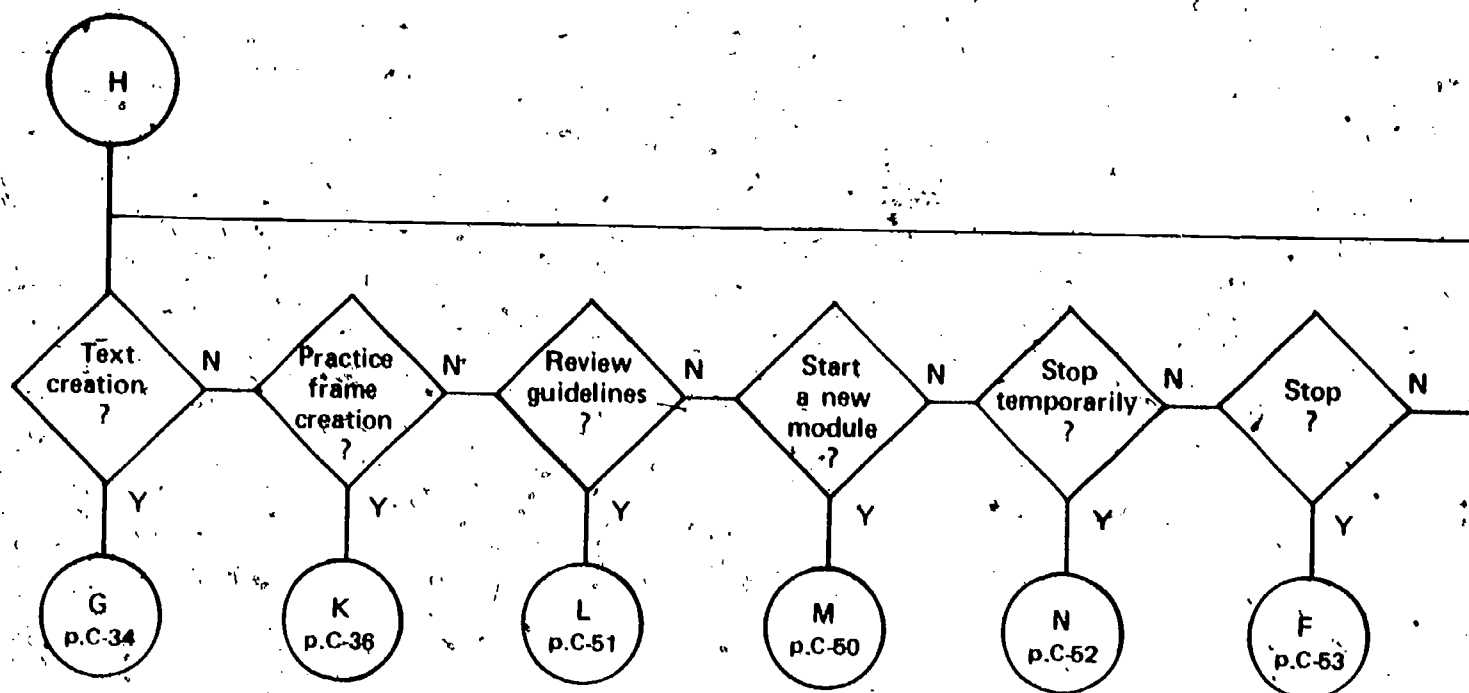 H
Text
creation
?
N
Y
G
p.C-34
Practice
frame
creation
?
N
Y
K
p.C-36
Review
guidelines
?
N
Y
L
p.C-51
Start
a new
module
?
N
Y
M
p.C-50
Stop
temporarily
?
N
Y
N
p.C-52
Stop
?
N
Y
F
p.C-53